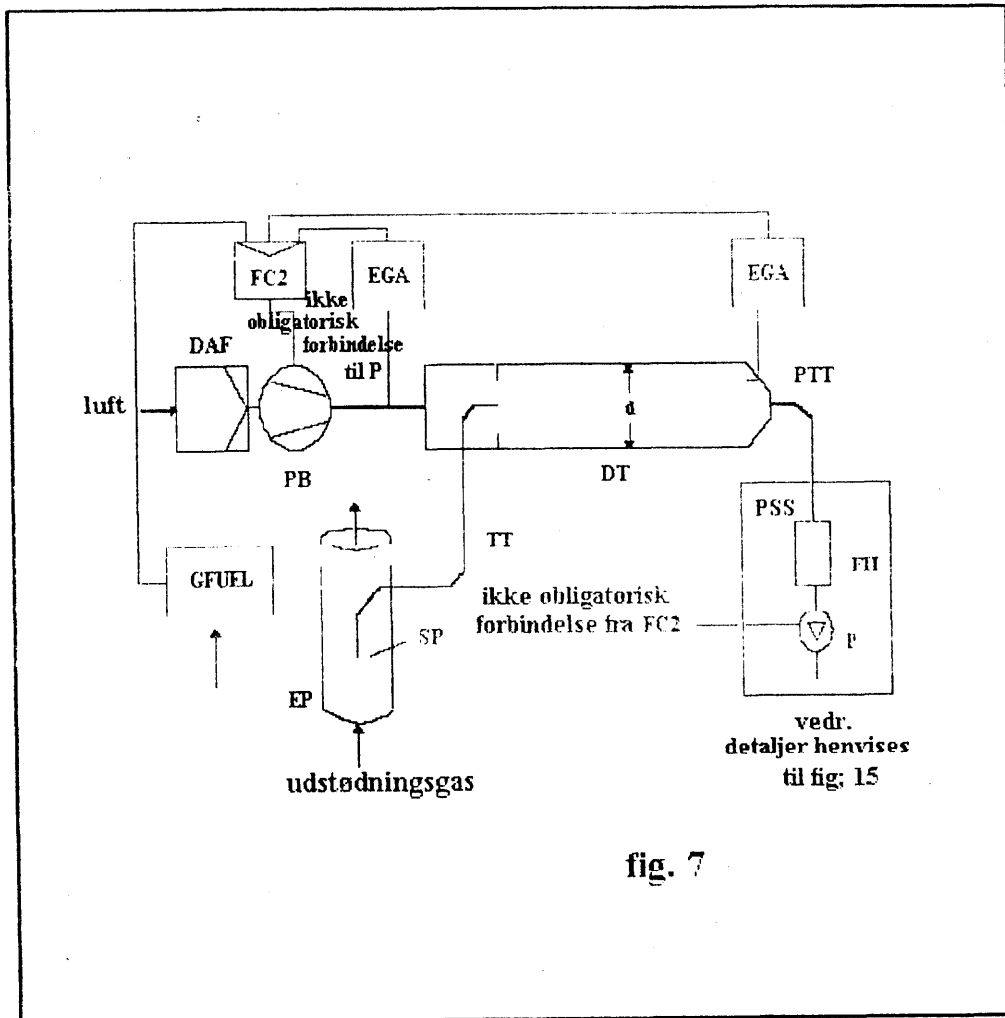 FC2
EGA
EGA
ikke
obligatorisk
forbindelse
til P
DAF
luft
PB
d
DT
PTT
PSS
FH
P
TT
GFUEL
SP
EP
ikke obligatorisk
forbindelse fra FC2
udstødningsgas
vedr.
detaljer henvises
til fig; 15
fig. 7